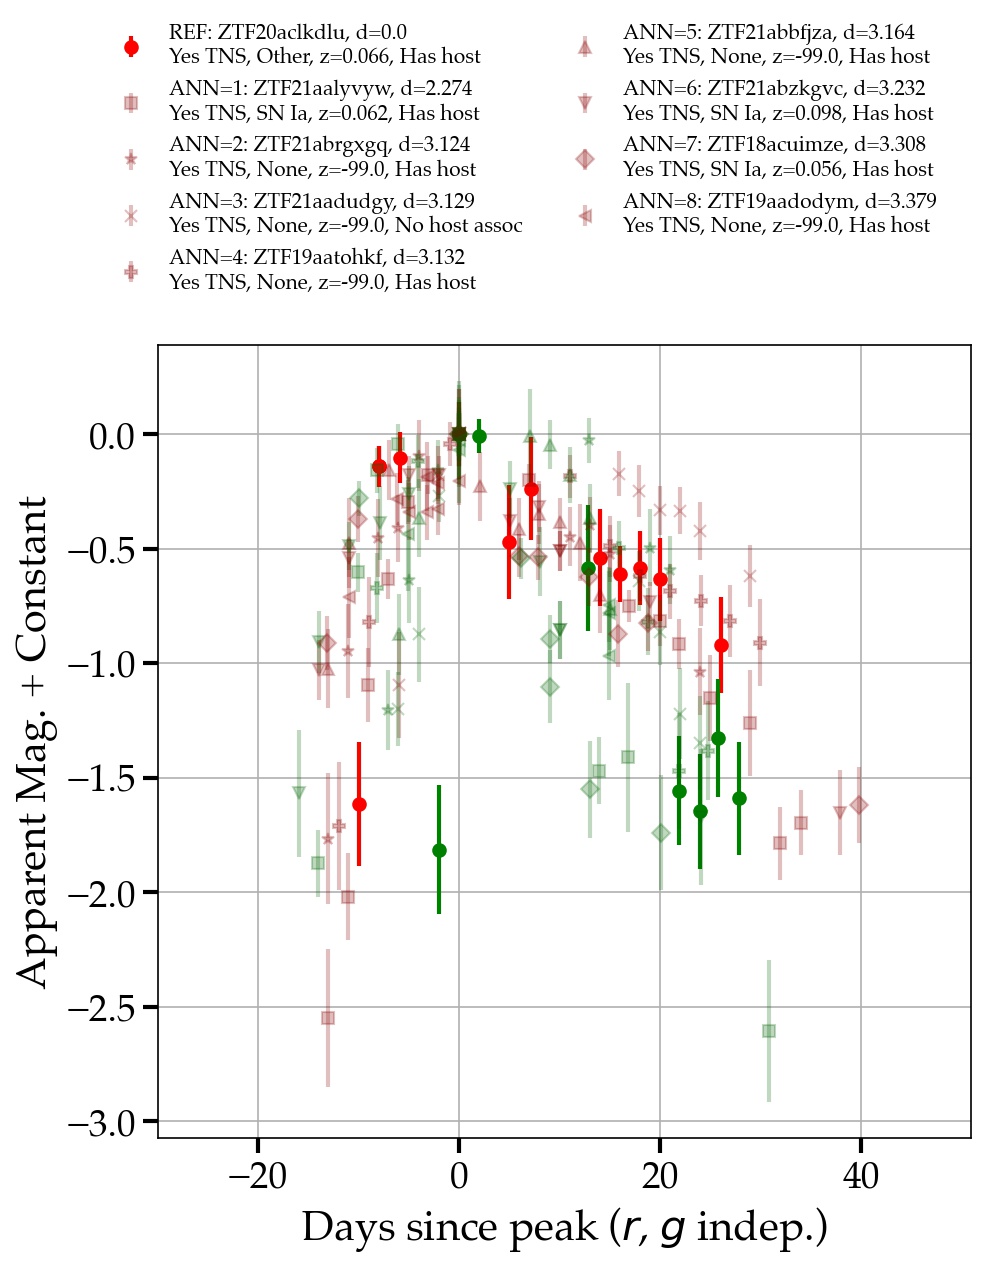 REF: ZTF20aclkdlu, d=0.0
Yes TNS, Other, z=0.066, Has host
ANN=1: ZTF21aalyvyw, d=2.274
Yes TNS, SN Ia, z=0.062, Has host
ANN=2: ZTF21abrgxgq, d=3.124
Yes TNS, None, z=-99.0, Has host
ANN=3: ZTF21aadudgy, d=3.129
Yes TNS, None, z=-99.0, No host assoc
ANN=4: ZTF19aatohkf, d=3.132
Yes TNS, None, z=-99.0, Has host
ANN=5: ZTF21abbfjza, d=3.164
Yes TNS, None, z=-99.0, Has host
ANN=6: ZTF21abzkgvc, d=3.232
Yes TNS, SN Ia, z=0.098, Has host
ANN=7: ZTF18acuimze, d=3.308
Yes TNS, SN Ia, z=0.056, Has host
ANN=8: ZTF19aadodym, d=3.379
Yes TNS, None, z=-99.0, Has host
Apparent Mag. + Constant
0.0
−0.5
−1.0
−1.5
−2.0
−2.5
−3.0
−20
0
20
40
Days since peak (r, g indep.)